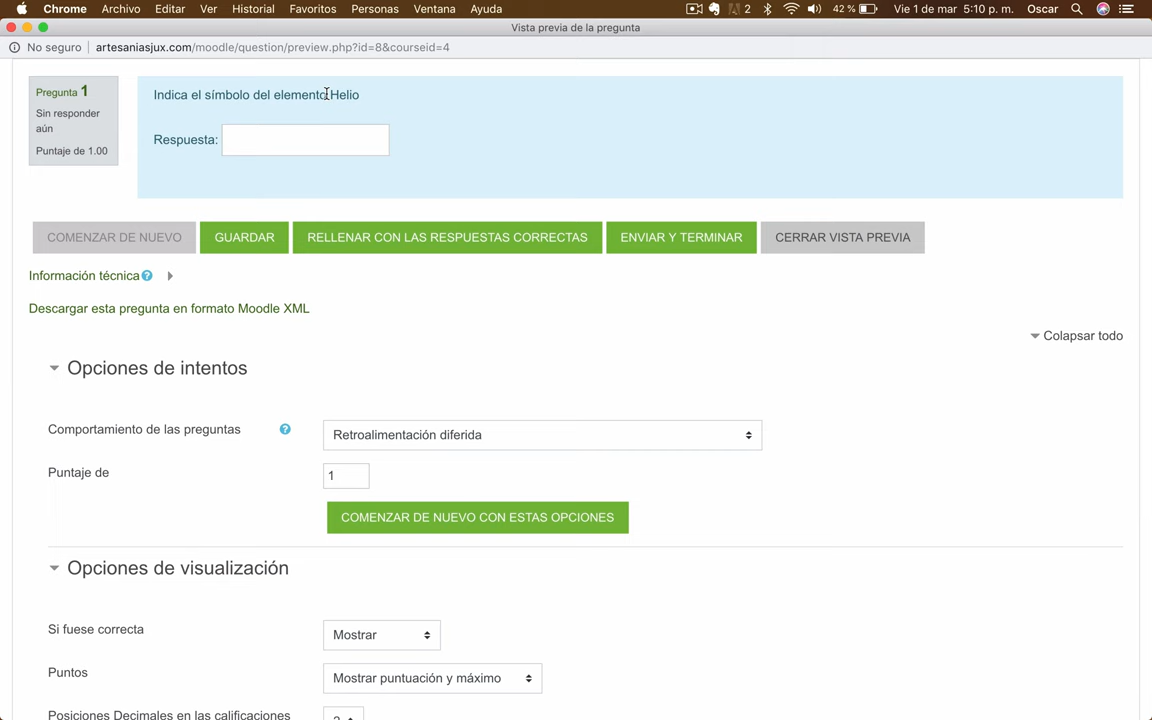 Chrome Archivo Editar Ver Historial Favoritos Personas Ventana Ayuda 2 42 % Vie 1 de mar 5:10 p. m. Oscar
Vista previa de la pregunta
No seguro artesaniasjux.com/moodle/question/preview.php?id=8&courseid=4
Pregunta 1
Sin responder
aún
Puntaje de 1.00
Indica el símbolo del elemento Helio
Respuesta:
COMENZAR DE NUEVO GUARDAR RELLENAR CON LAS RESPUESTAS CORRECTAS ENVIAR Y TERMINAR CERRAR VISTA PREVIA
Información técnica
Descargar esta pregunta en formato Moodle XML
Colapsar todo
Opciones de intentos
Comportamiento de las preguntas Retroalimentación diferida
Puntaje de 1
COMENZAR DE NUEVO CON ESTAS OPCIONES
Opciones de visualización
Si fuese correcta Mostrar
Puntos Mostrar puntuación y máximo
Posiciones Decimales en las calificaciones